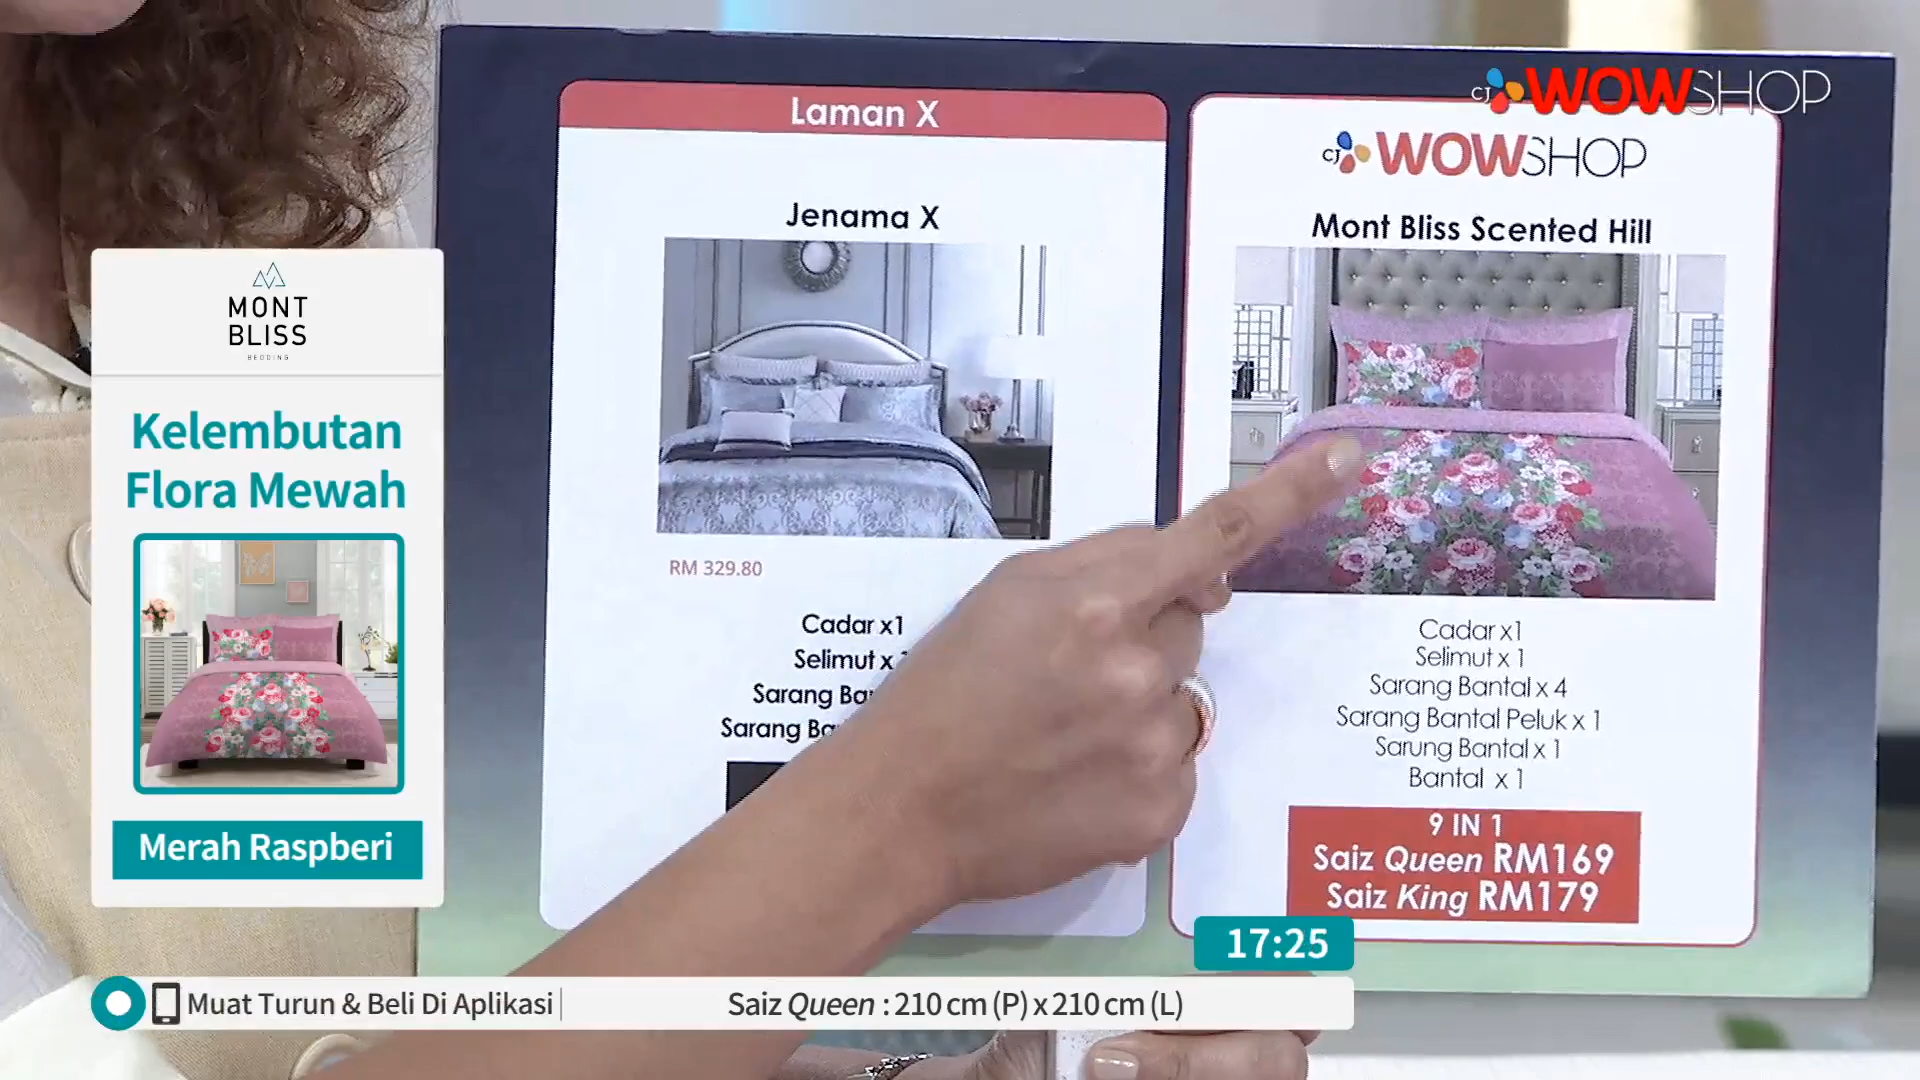 CJ WOWSHOP
MONT
BLISS
BEDDING
Kelembutan
Flora Mewah
Merah Raspberi
Laman X
Jenama X
RM 329.80
Cadar x1
Selimut x
Sarang
Sarang
CJ WOWSHOP
Mont Bliss Scented Hill
Cadar x1
Selimut x 1
Sarang Bantal x 4
Sarang Bantal Peluk x 1
Sarung Bantal x 1
Bantal x 1
9 IN 1
Saiz Queen RM169
Saiz King RM179
17:25
Muat Turun & Beli Di Aplikasi
Saiz Queen : 210 cm (P) x 210 cm (L)